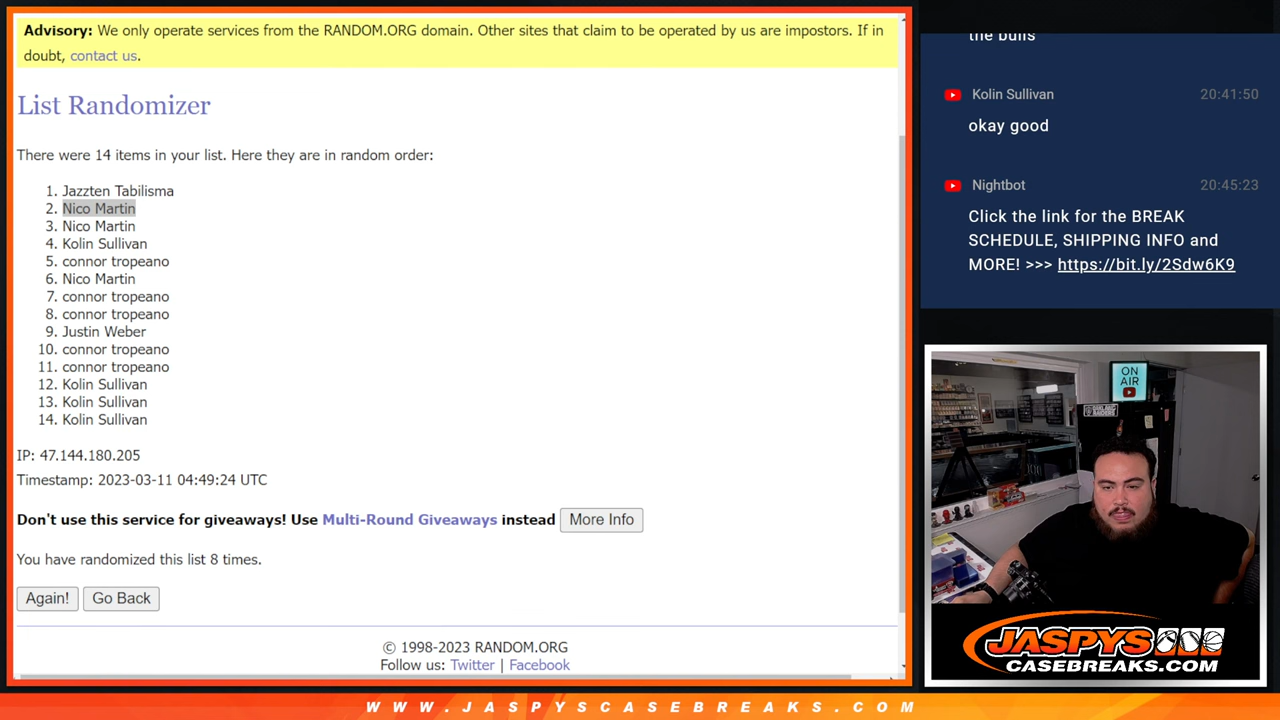 Advisory: We only operate services from the RANDOM.ORG domain. Other sites that claim to be operated by us are impostors. If in
doubt, contact us.
List Randomizer
There were 14 items in your list. Here they are in random order:
1. Jazzten Tabilisma
2. Nico Martin
3. Nico Martin
4. Kolin Sullivan
5. connor tropeano
6. Nico Martin
7. connor tropeano
8. connor tropeano
9. Justin Weber
10. connor tropeano
11. connor tropeano
12. Kolin Sullivan
13. Kolin Sullivan
14. Kolin Sullivan
IP: 47.144.180.205
Timestamp: 2023-03-11 04:49:24 UTC
Don't use this service for giveaways! Use Multi-Round Giveaways instead More Info
You have randomized this list 8 times.
Again! Go Back
© 1998-2023 RANDOM.ORG
Follow us: Twitter | Facebook
the bulls
Kolin Sullivan 20:41:50
okay good
Nightbot 20:45:23
Click the link for the BREAK
SCHEDULE, SHIPPING INFO and
MORE! >>> https://bit.ly/2Sdw6K9
ON
AIR
JASPYS
CASEBREAKS.COM
WWW.JASPYSCASEBREAKS.COM